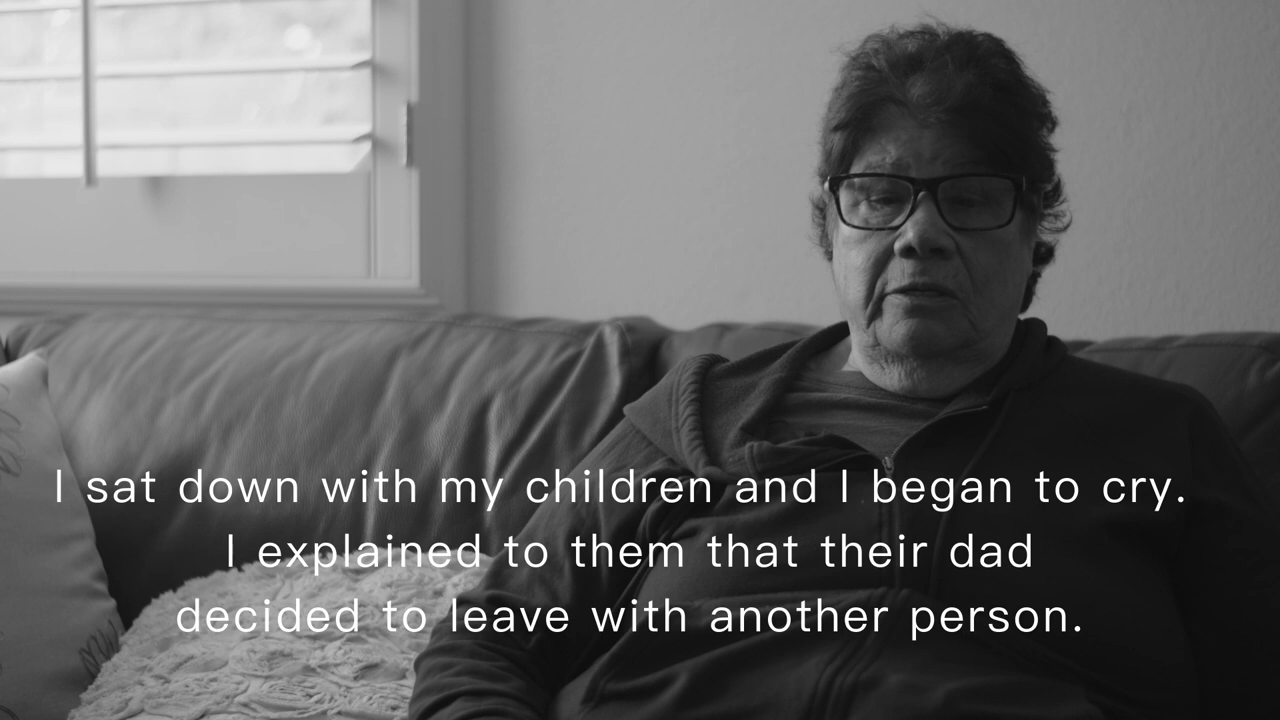 I sat down with my children and I began to cry.
I explained to them that their dad
decided to leave with another person.